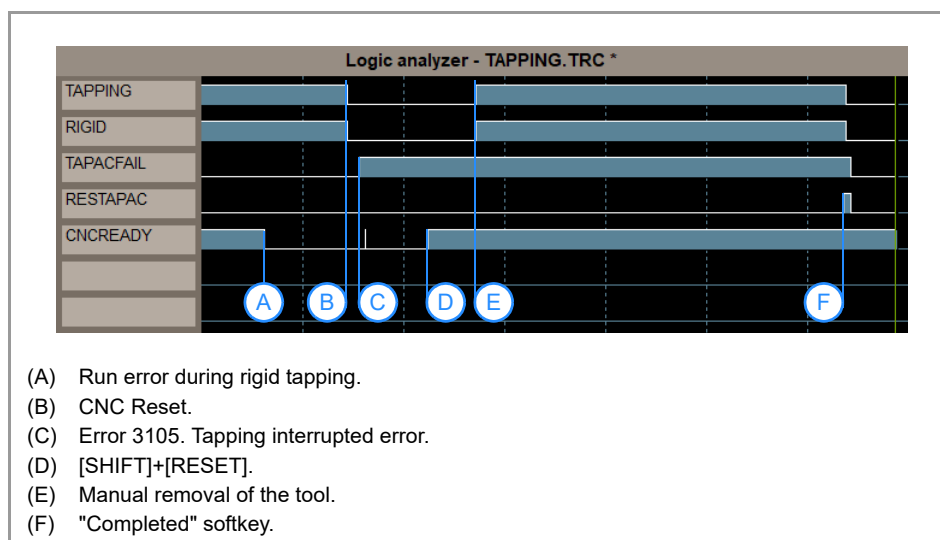 Logic analyzer - TAPPING.TRC *
TAPPING
RIGID
TAPACFAIL
RESTAPAC
CNCREADY
A B C D E F
(A) Run error during rigid tapping.
(B) CNC Reset.
(C) Error 3105. Tapping interrupted error.
(D) [SHIFT]+[RESET].
(E) Manual removal of the tool.
(F) "Completed" softkey.